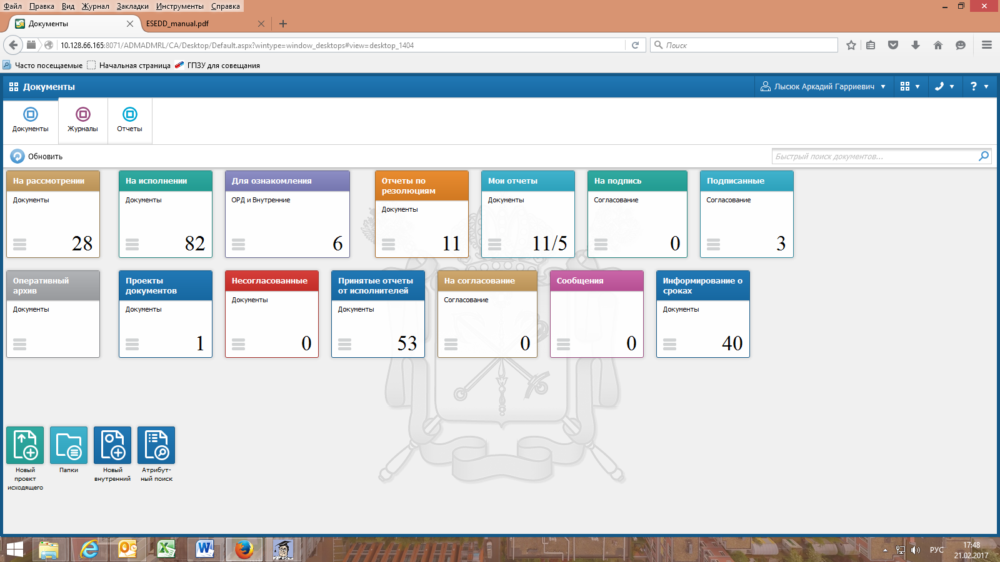 Файл Правка Вид Журнал Закладки Инструменты Справка
Документы
ESEDD_manual.pdf
10.128.66.165:8071/ADMADMRL/CA/Desktop/Default.aspx?wintype=window_desktops#view=desktop_1404
Поиск
Часто посещаемые Начальная страница ГПЗУ для совещания
Документы
Лысюк Аркадий Гарриевич
?
Документы Журналы Отчеты
Обновить
Быстрый поиск документов...
На рассмотрении
Документы
28
На исполнении
Документы
82
Для ознакомления
ОРД и Внутренние
6
Отчеты по
резолюциям
Документы
11
Мои отчеты
Документы
11/5
На подпись
Согласование
0
Подписанные
Согласование
3
Оперативный
архив
Документы
Проекты
документов
Документы
1
Несогласованные
Документы
0
Принятые отчеты
от исполнителей
Документы
53
На согласование
Согласование
0
Сообщения
0
Информирование о
сроках
Документы
40
Новый
проект
исходящего
Папки
Новый
внутренний
Атрибут-
ный поиск
РУС
17:48
21.02.2017